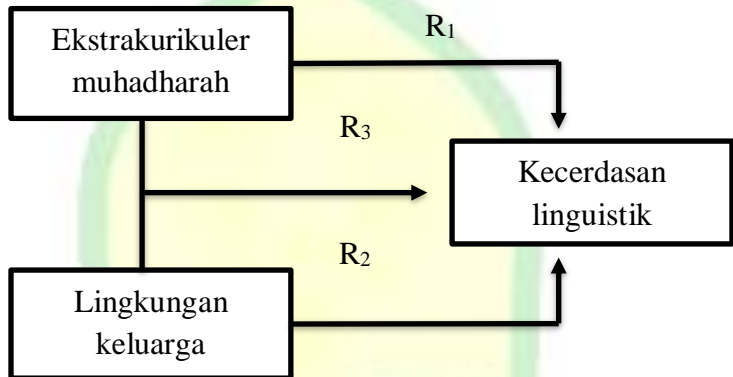 Ekstrakurikuler
muhadharah
R₁
R₃
Kecerdasan
linguistik
R₂
Lingkungan
keluarga